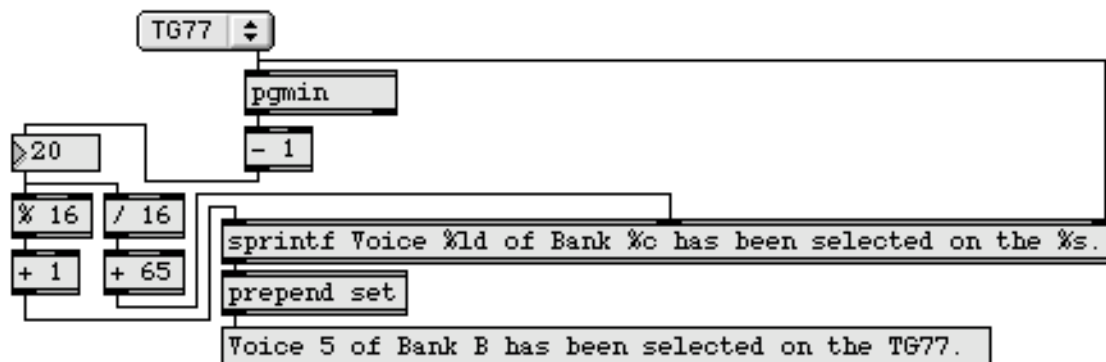 TG77
pgmin
20
- 1
% 16
/ 16
sprintf Voice %ld of Bank %c has been selected on the %s.
+ 1
+ 65
prepend set
Voice 5 of Bank B has been selected on the TG77.